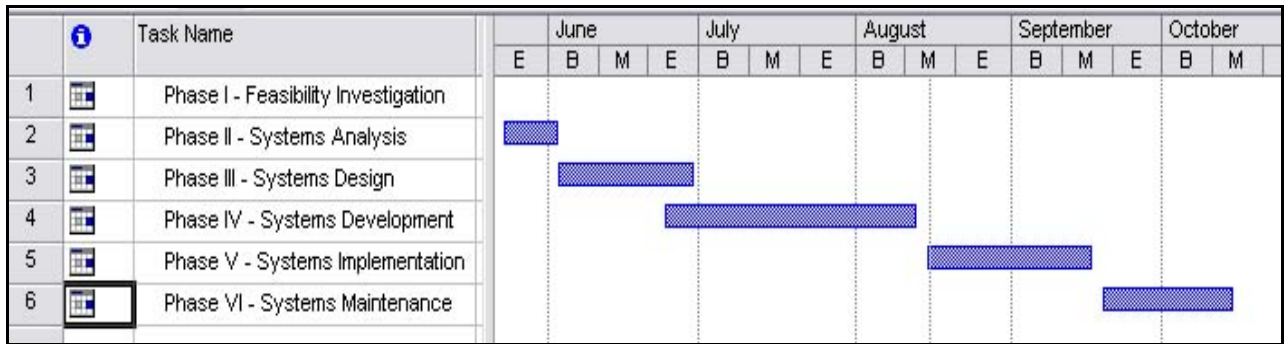 Task Name
June July August September October
E B M E B M E B M E B M E B M
1 Phase I - Feasibility Investigation
2 Phase II - Systems Analysis
3 Phase III - Systems Design
4 Phase IV - Systems Development
5 Phase V - Systems Implementation
6 Phase VI - Systems Maintenance